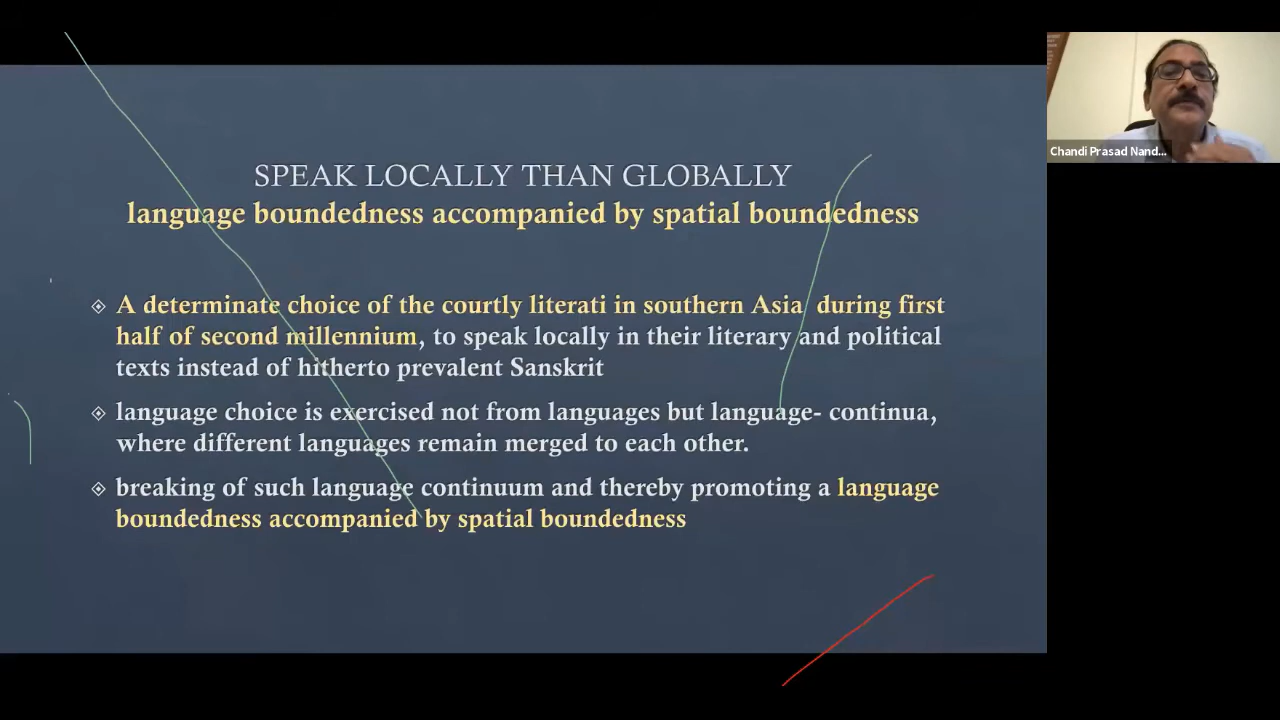 SPEAK LOCALLY THAN GLOBALLY
language boundedness accompanied by spatial boundedness
A determinate choice of the courtly literati in southern Asia during first
half of second millennium, to speak locally in their literary and political
texts instead of hitherto prevalent Sanskrit
language choice is exercised not from languages but language- continua,
where different languages remain merged to each other.
breaking of such language continuum and thereby promoting a language
boundedness accompanied by spatial boundedness
Chandi Prasad Nand...